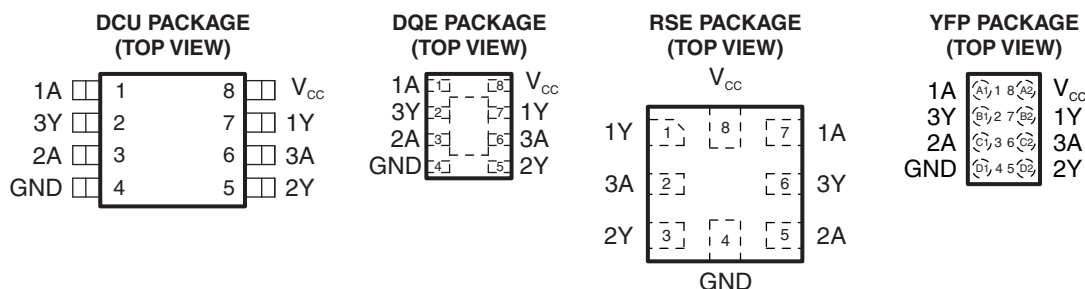 DCU PACKAGE
(TOP VIEW)
1A 1 8 VCC
3Y 2 7 1Y
2A 3 6 3A
GND 4 5 2Y
DQE PACKAGE
(TOP VIEW)
1A 1 8 VCC
3Y 2 7 1Y
2A 3 6 3A
GND 4 5 2Y
RSE PACKAGE
(TOP VIEW)
VCC
1Y 1 8 7 1A
3A 2 6 3Y
2Y 3 4 5 2A
GND
YFP PACKAGE
(TOP VIEW)
1A A1 1 8 A2 VCC
3Y B1 2 7 B2 1Y
2A C1 3 6 C2 3A
GND D1 4 5 D2 2Y